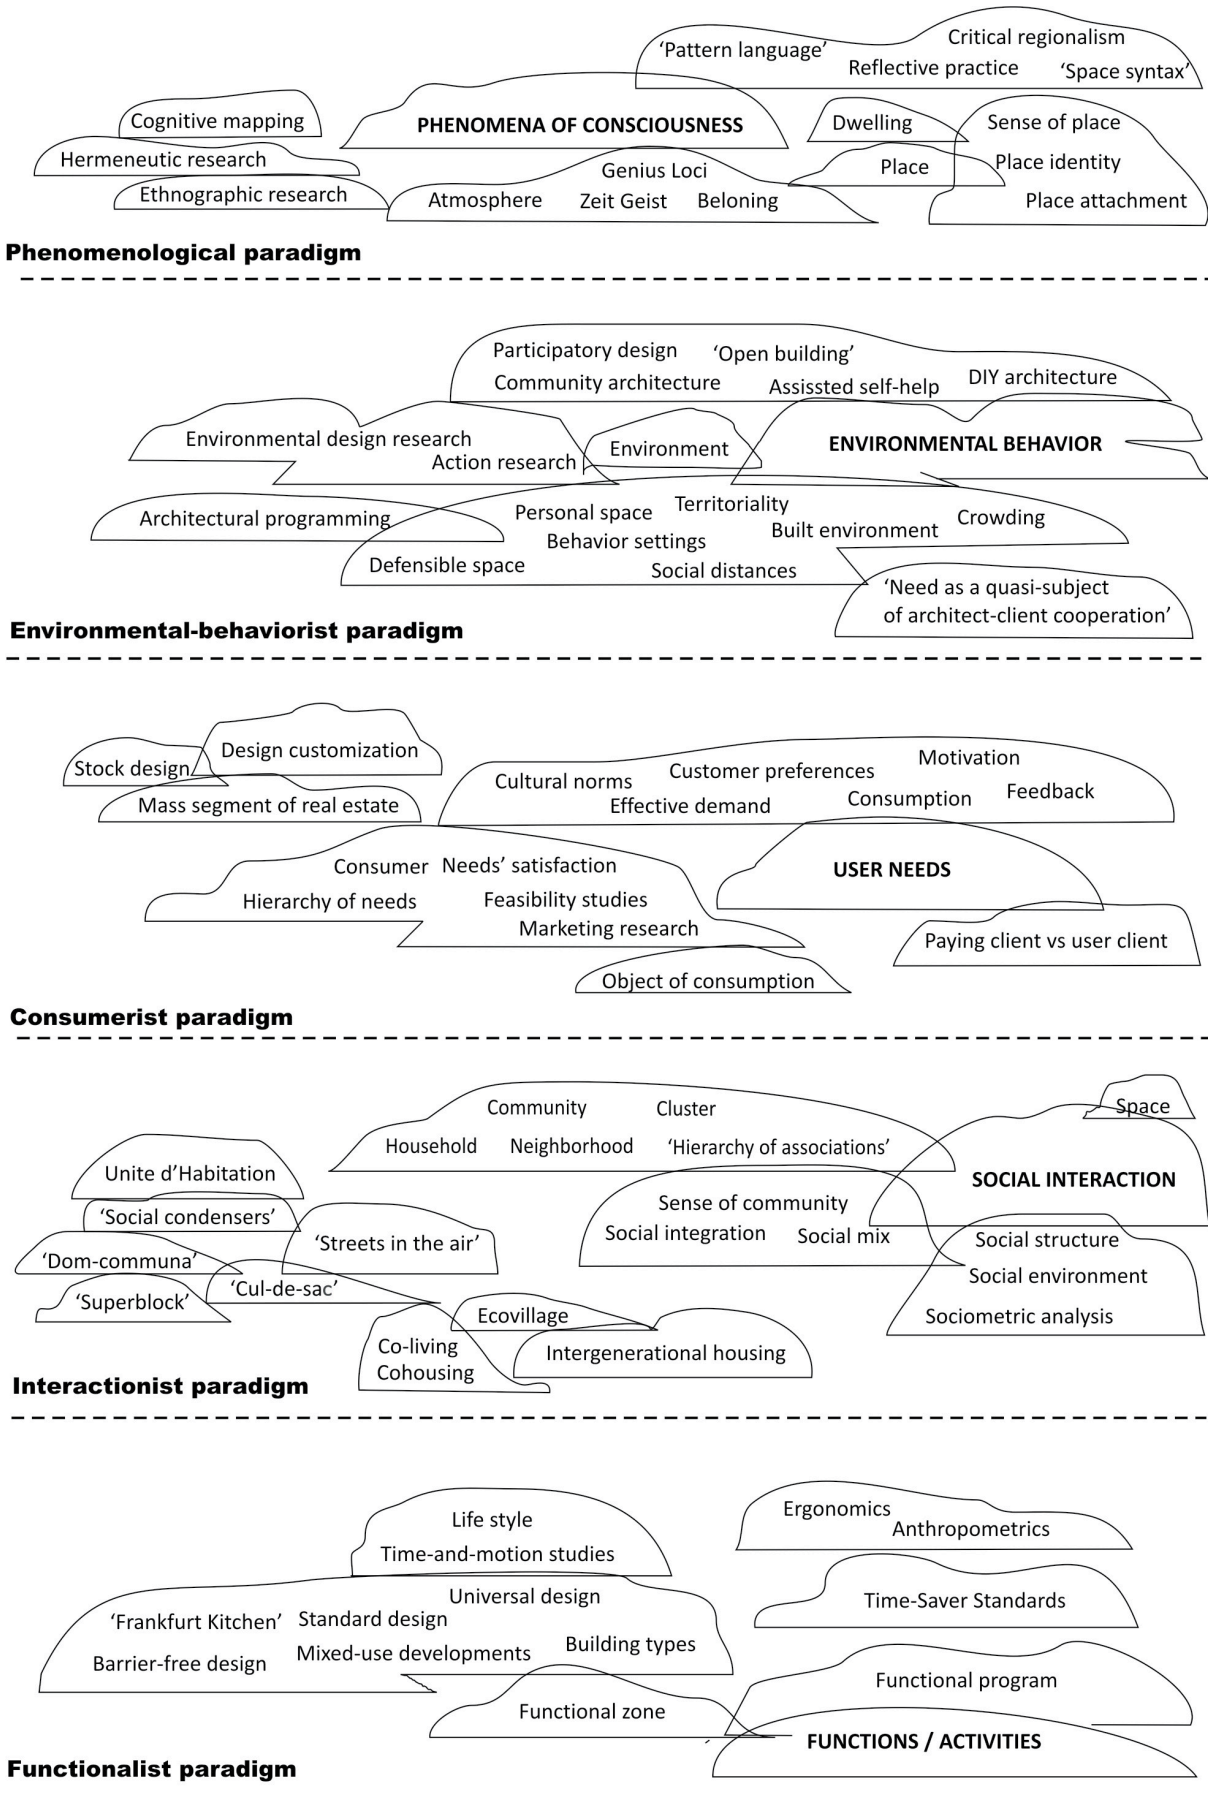 ‘Pattern language’
Critical regionalism
Reflective practice
‘Space syntax’
Cognitive mapping
PHENOMENA OF CONSCIOUSNESS
Dwelling
Sense of place
Hermeneutic research
Genius Loci
Place
Place identity
Ethnographic research
Atmosphere
Zeit Geist
Beloning
Place attachment
Phenomenological paradigm
Participatory design
‘Open building’
Community architecture
Assissted self-help
DIY architecture
Environmental design research
Action research
Environment
ENVIRONMENTAL BEHAVIOR
Architectural programming
Personal space
Territoriality
Built environment
Crowding
Behavior settings
Defensible space
Social distances
‘Need as a quasi-subject
of architect-client cooperation’
Environmental-behaviorist paradigm
Stock design
Design customization
Mass segment of real estate
Cultural norms
Customer preferences
Motivation
Effective demand
Consumption
Feedback
Consumer
Needs’ satisfaction
USER NEEDS
Hierarchy of needs
Feasibility studies
Marketing research
Paying client vs user client
Object of consumption
Consumerist paradigm
Community
Cluster
Space
Household
Neighborhood
‘Hierarchy of associations’
Unite d’Habitation
SOCIAL INTERACTION
‘Social condensers’
Sense of community
Social integration
Social mix
‘Streets in the air’
Social structure
‘Dom-communa’
Social environment
‘Cul-de-sac’
‘Superblock’
Ecovillage
Sociometric analysis
Co-living
Cohousing
Intergenerational housing
Interactionist paradigm
Life style
Time-and-motion studies
Ergonomics
Anthropometrics
Universal design
Time-Saver Standards
‘Frankfurt Kitchen’
Standard design
Barrier-free design
Mixed-use developments
Building types
Functional program
Functional zone
FUNCTIONS / ACTIVITIES
Functionalist paradigm